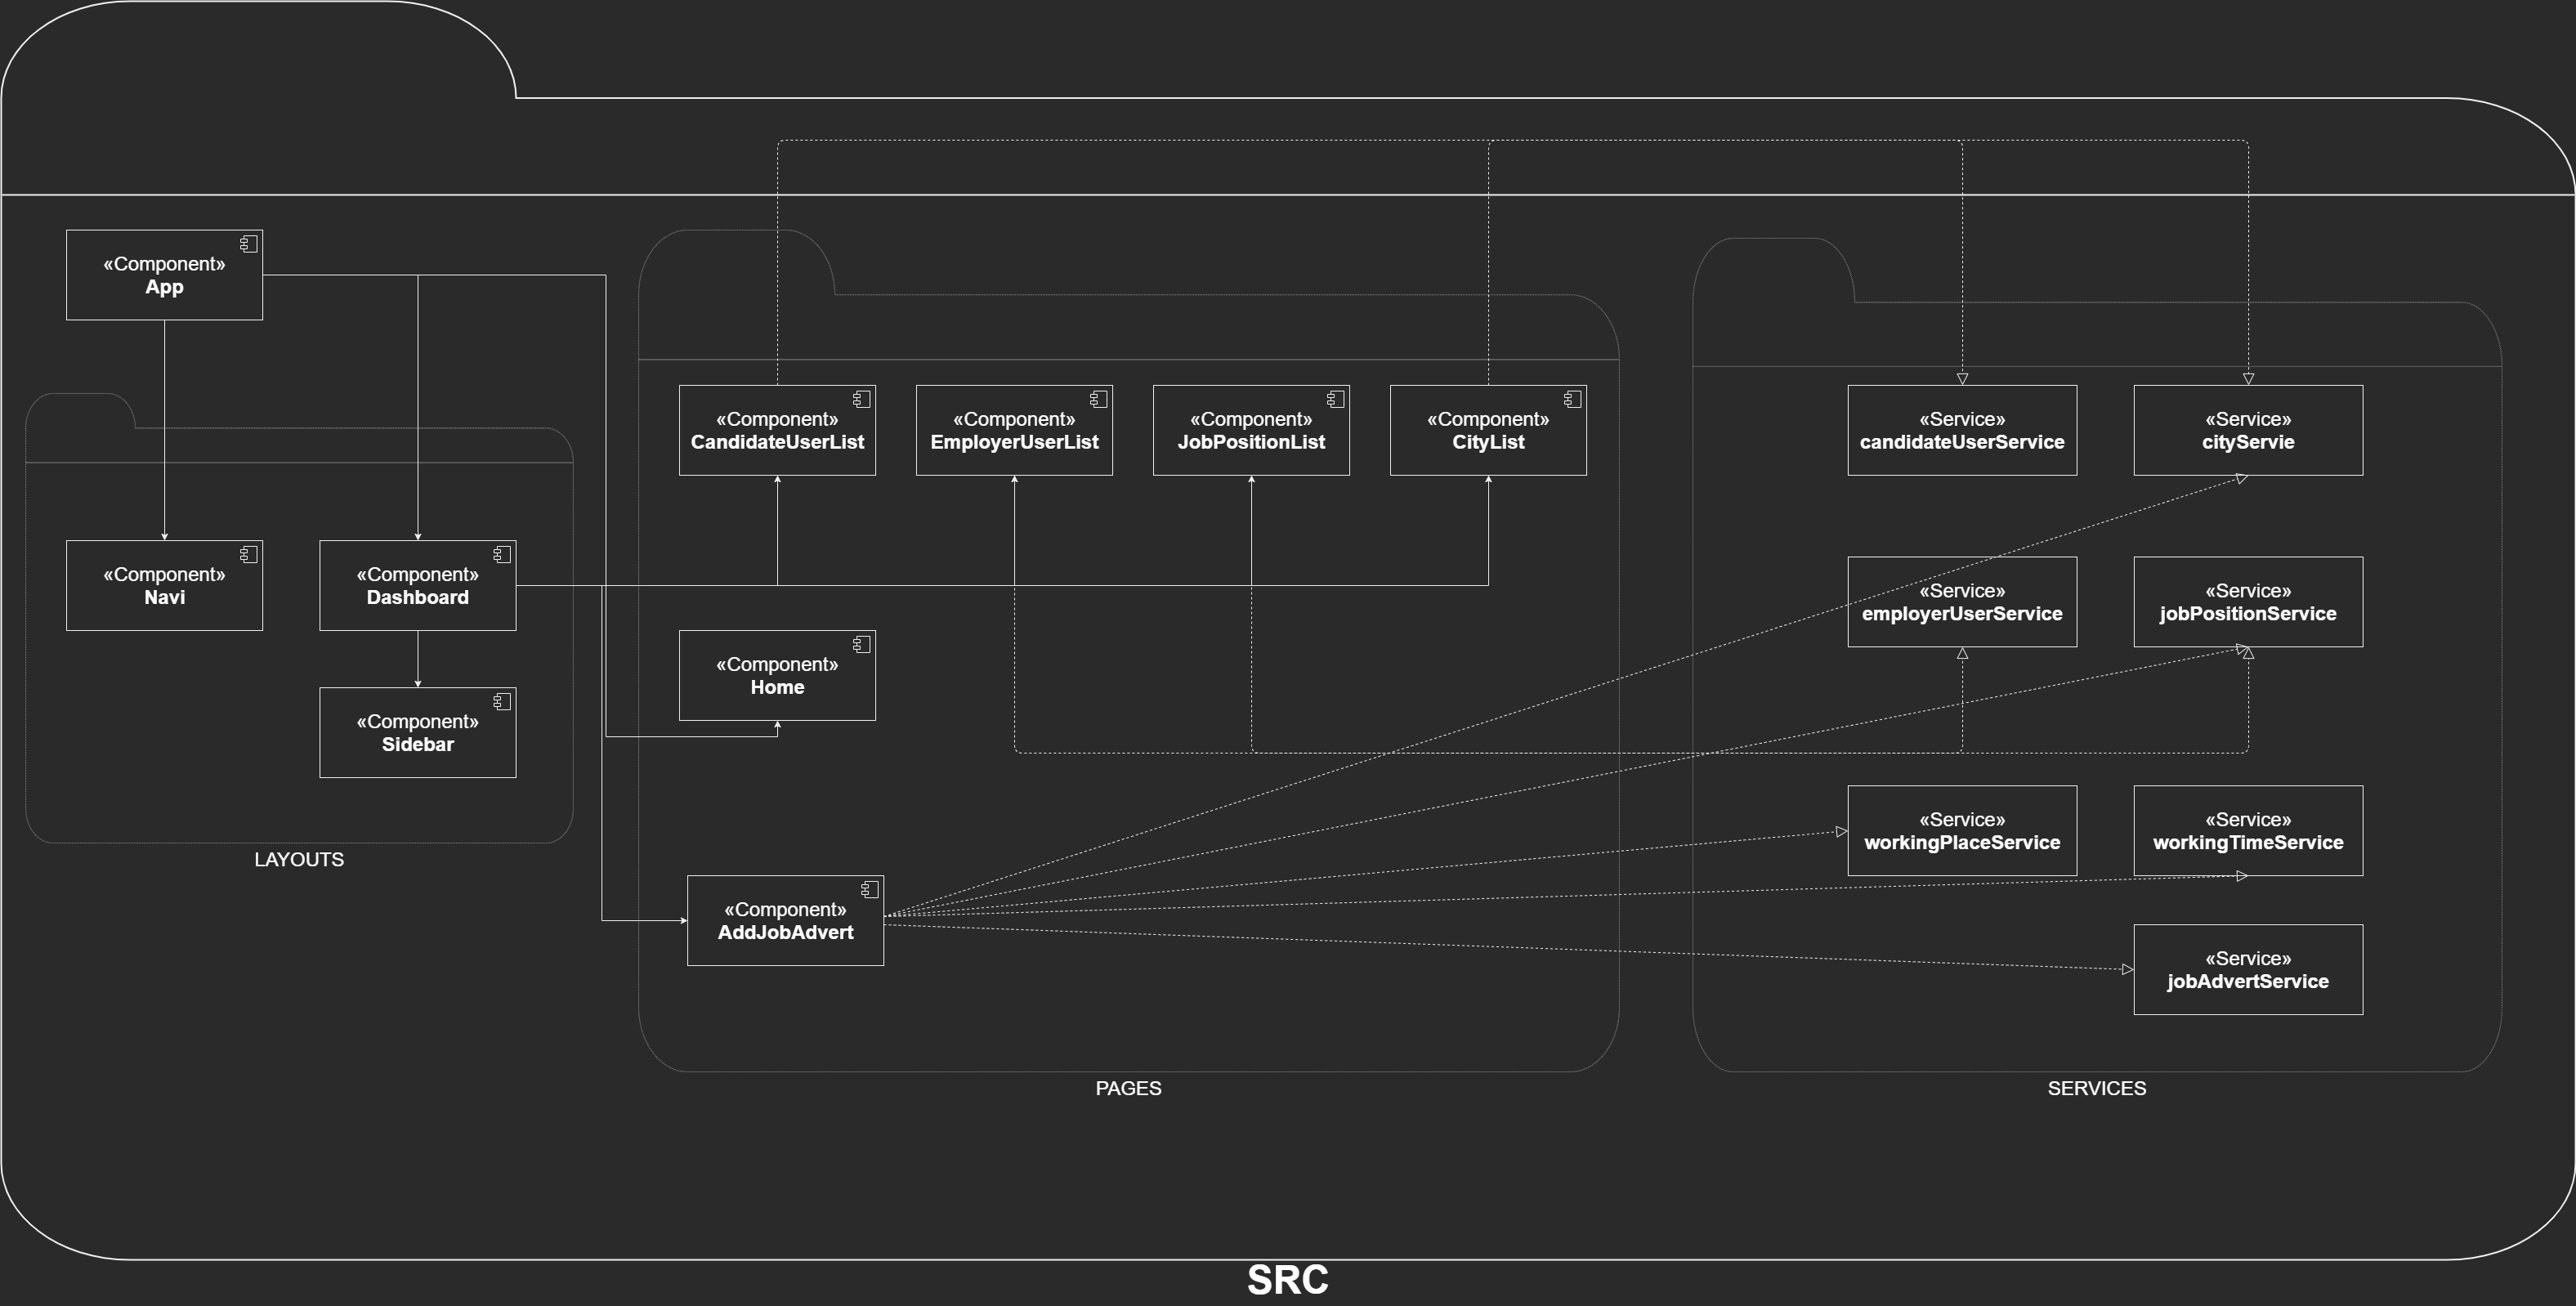 «Component»
App
«Component»
Navi
«Component»
Dashboard
«Component»
Sidebar
LAYOUTS
«Component»
CandidateUserList
«Component»
EmployerUserList
«Component»
JobPositionList
«Component»
CityList
«Component»
Home
«Component»
AddJobAdvert
PAGES
«Service»
candidateUserService
«Service»
cityServie
«Service»
employerUserService
«Service»
jobPositionService
«Service»
workingPlaceService
«Service»
workingTimeService
«Service»
jobAdvertService
SERVICES
SRC